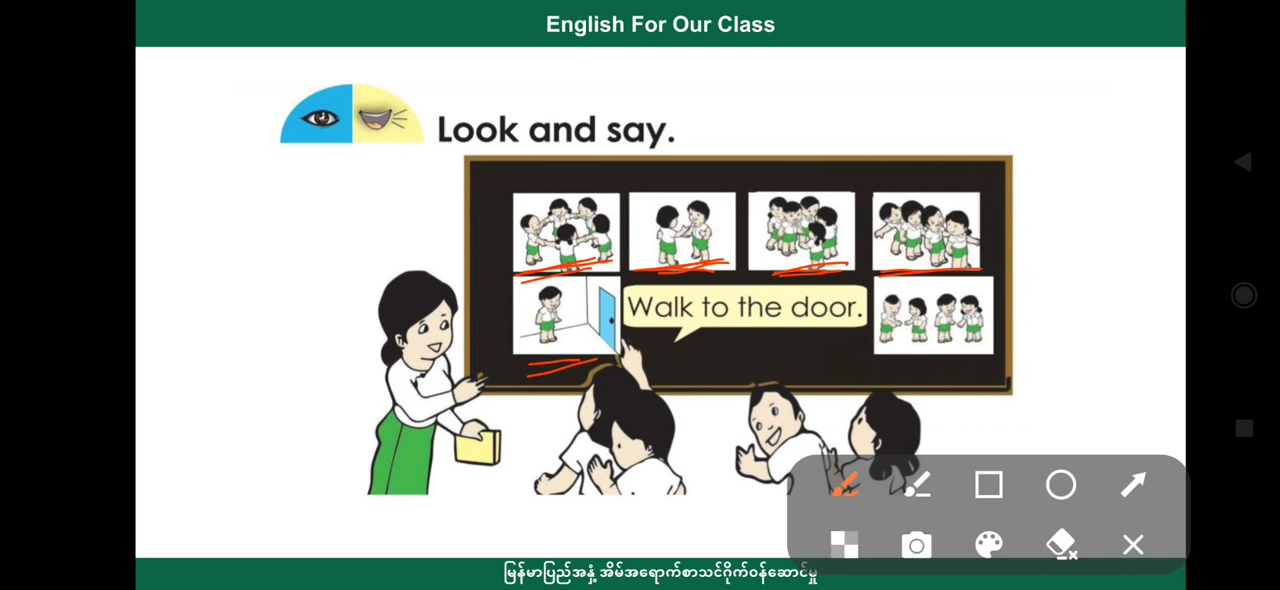 English For Our Class
Look and say.
Walk to the door.
မြန်မာပြည်အနှံ့ အိမ်အရောက်စာသင်ဂိုက်ဝန်ဆောင်မှု